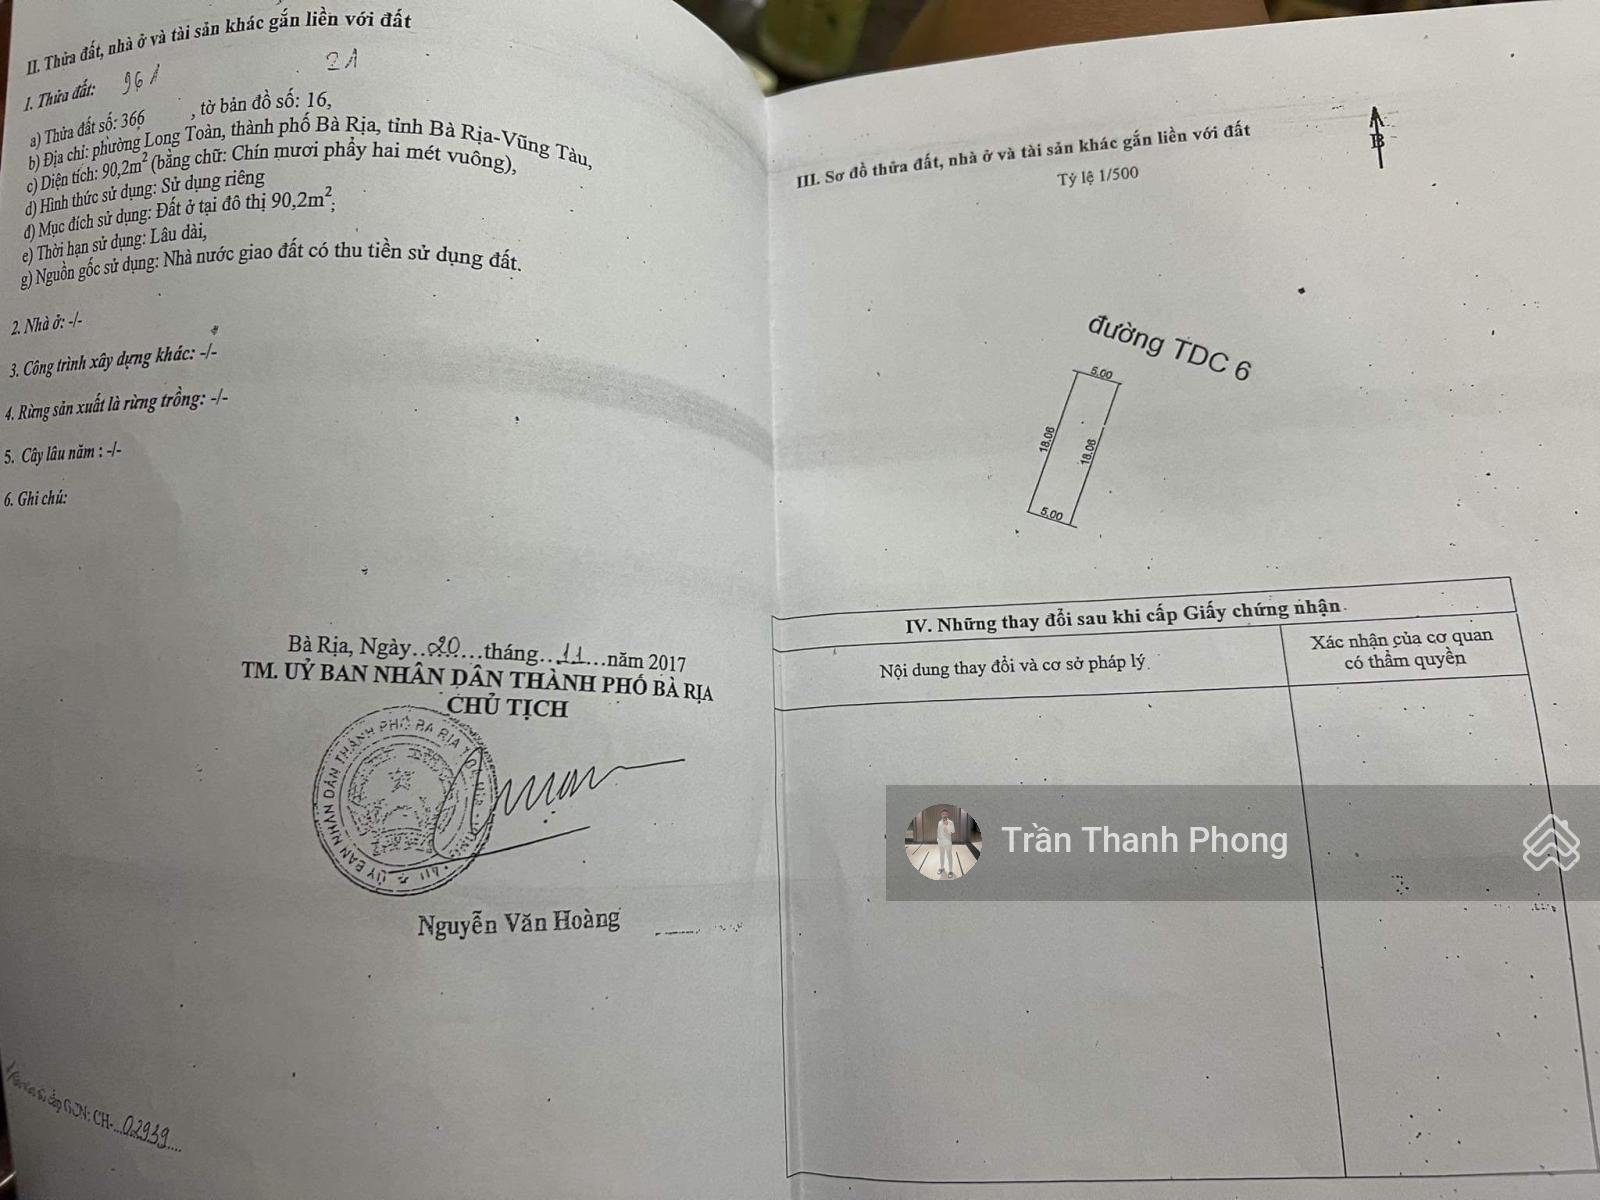 II. Thửa đất, nhà ở và tài sản khác gắn liền với đất
1. Thửa đất: 96A 2A
a) Thửa đất số: 366 , tờ bản đồ số: 16,
b) Địa chỉ: phường Long Toàn, thành phố Bà Rịa, tỉnh Bà Rịa-Vũng Tàu,
c) Diện tích: 90,2m² (bằng chữ: Chín mươi phẩy hai mét vuông),
d) Hình thức sử dụng: Sử dụng riêng
đ) Mục đích sử dụng: Đất ở tại đô thị 90,2m²;
e) Thời hạn sử dụng: Lâu dài,
g) Nguồn gốc sử dụng: Nhà nước giao đất có thu tiền sử dụng đất.
2. Nhà ở: -/-
3. Công trình xây dựng khác: -/-
4. Rừng sản xuất là rừng trồng: -/-
5. Cây lâu năm : -/-
6. Ghi chú:
Bà Rịa, Ngày...20...tháng...11...năm 2017
TM. UỶ BAN NHÂN DÂN THÀNH PHỐ BÀ RỊA
CHỦ TỊCH
ỦY BAN NHÂN DÂN THÀNH PHỐ BÀ RỊA
Nguyễn Văn Hoàng
cấp GCN: CH-...02939....
III. Sơ đồ thửa đất, nhà ở và tài sản khác gắn liền với đất
Tỷ lệ 1/500
B
đường TDC 6
5.00
18.06
18.06
5.00
IV. Những thay đổi sau khi cấp Giấy chứng nhận
Nội dung thay đổi và cơ sở pháp lý
Xác nhận của cơ quan
có thẩm quyền
Trần Thanh Phong